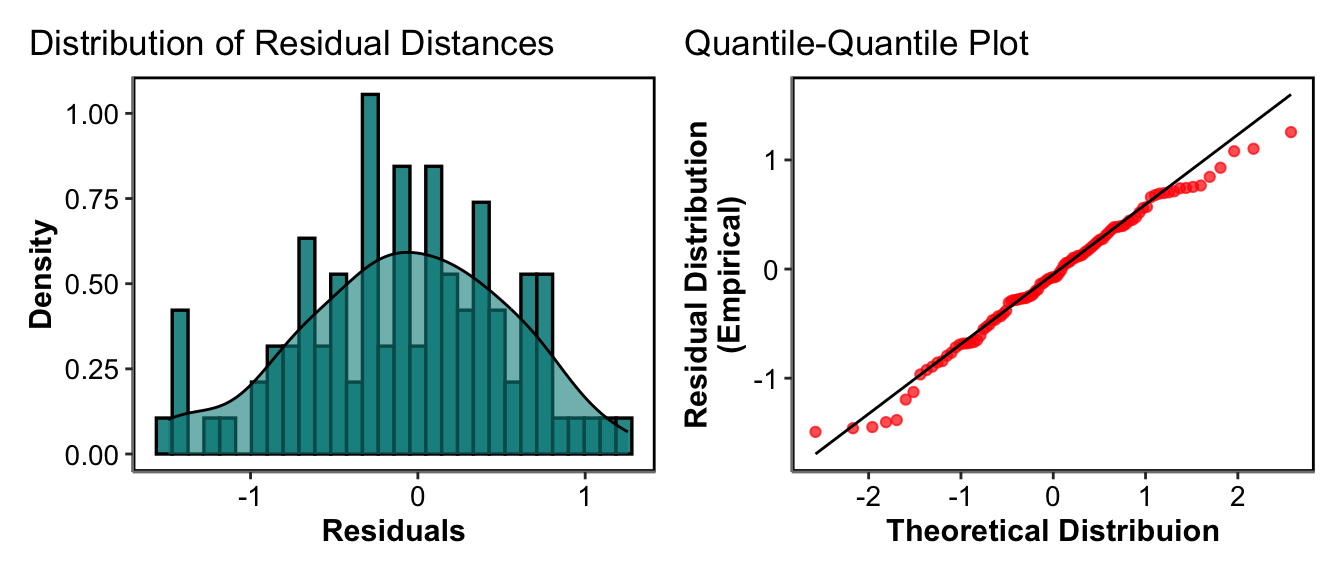 Distribution of Residual Distances
Density
1.00
0.75
0.50
0.25
0.00
-1
0
1
Residuals
Quantile-Quantile Plot
Residual Distribution
(Empirical)
1
0
-1
-2
-1
0
1
2
Theoretical Distribuion